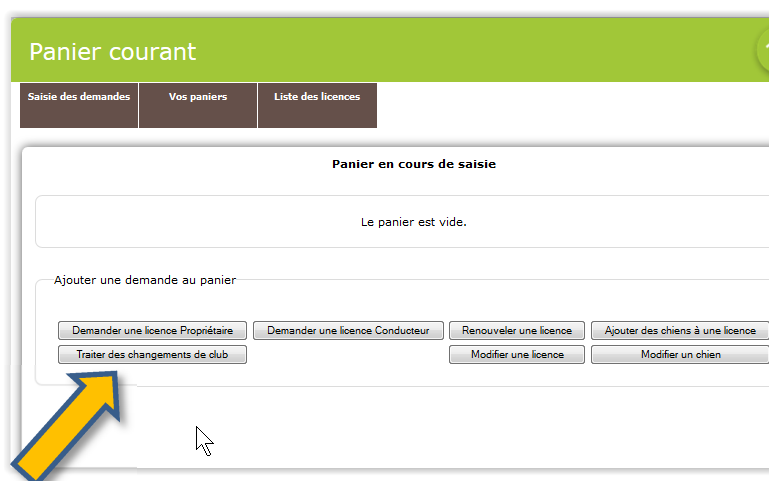 Panier courant
Saisie des demandes
Vos paniers
Liste des licences
Panier en cours de saisie
Le panier est vide.
Ajouter une demande au panier
Demander une licence Propriétaire
Demander une licence Conducteur
Renouveler une licence
Ajouter des chiens à une licence
Traiter des changements de club
Modifier une licence
Modifier un chien